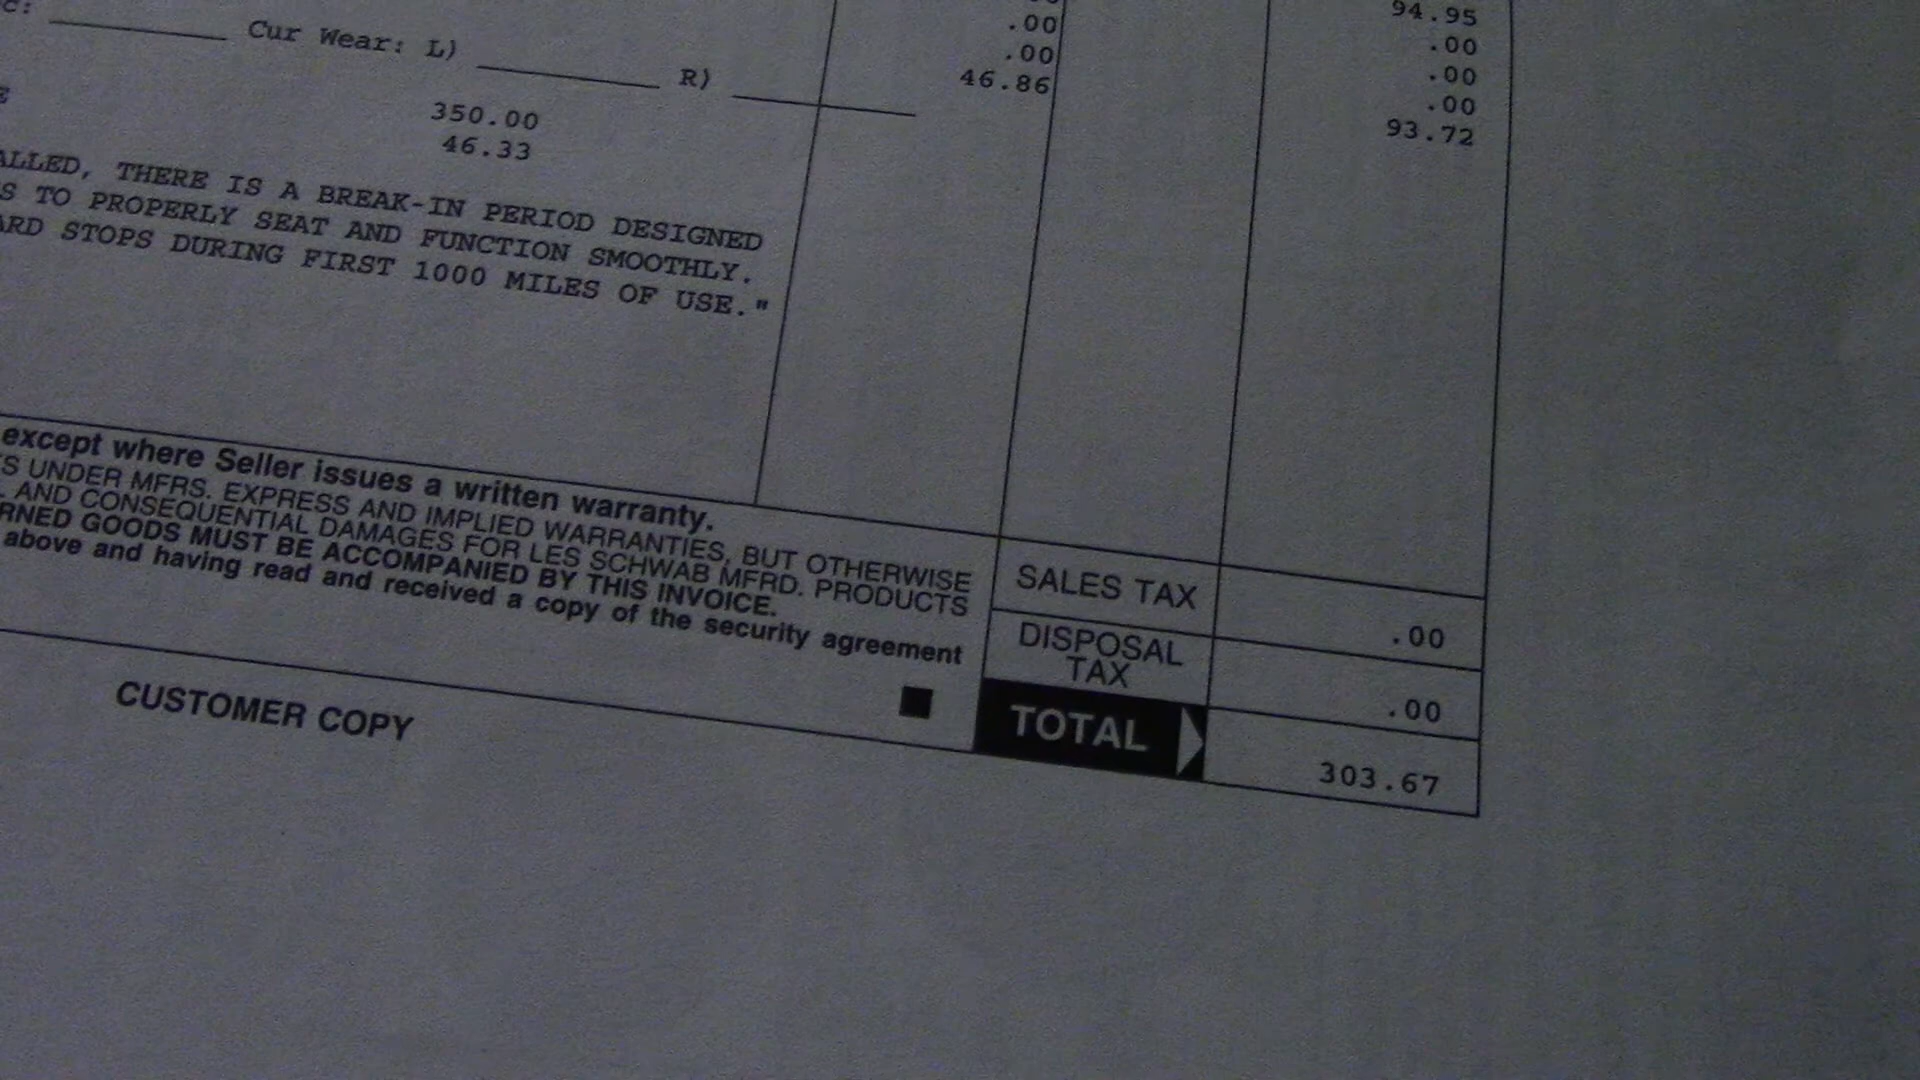 94.95
.00 .00
.00 .00
46.86 .00
93.72
Cur Wear: L) R)
350.00
46.33
ALLED, THERE IS A BREAK-IN PERIOD DESIGNED
S TO PROPERLY SEAT AND FUNCTION SMOOTHLY.
ARD STOPS DURING FIRST 1000 MILES OF USE."
except where Seller issues a written warranty.
S UNDER MFRS. EXPRESS AND IMPLIED WARRANTIES, BUT OTHERWISE
AND CONSEQUENTIAL DAMAGES FOR LES SCHWAB MFRD. PRODUCTS
RNED GOODS MUST BE ACCOMPANIED BY THIS INVOICE.
above and having read and received a copy of the security agreement
CUSTOMER COPY
SALES TAX .00
DISPOSAL
TAX .00
TOTAL 303.67